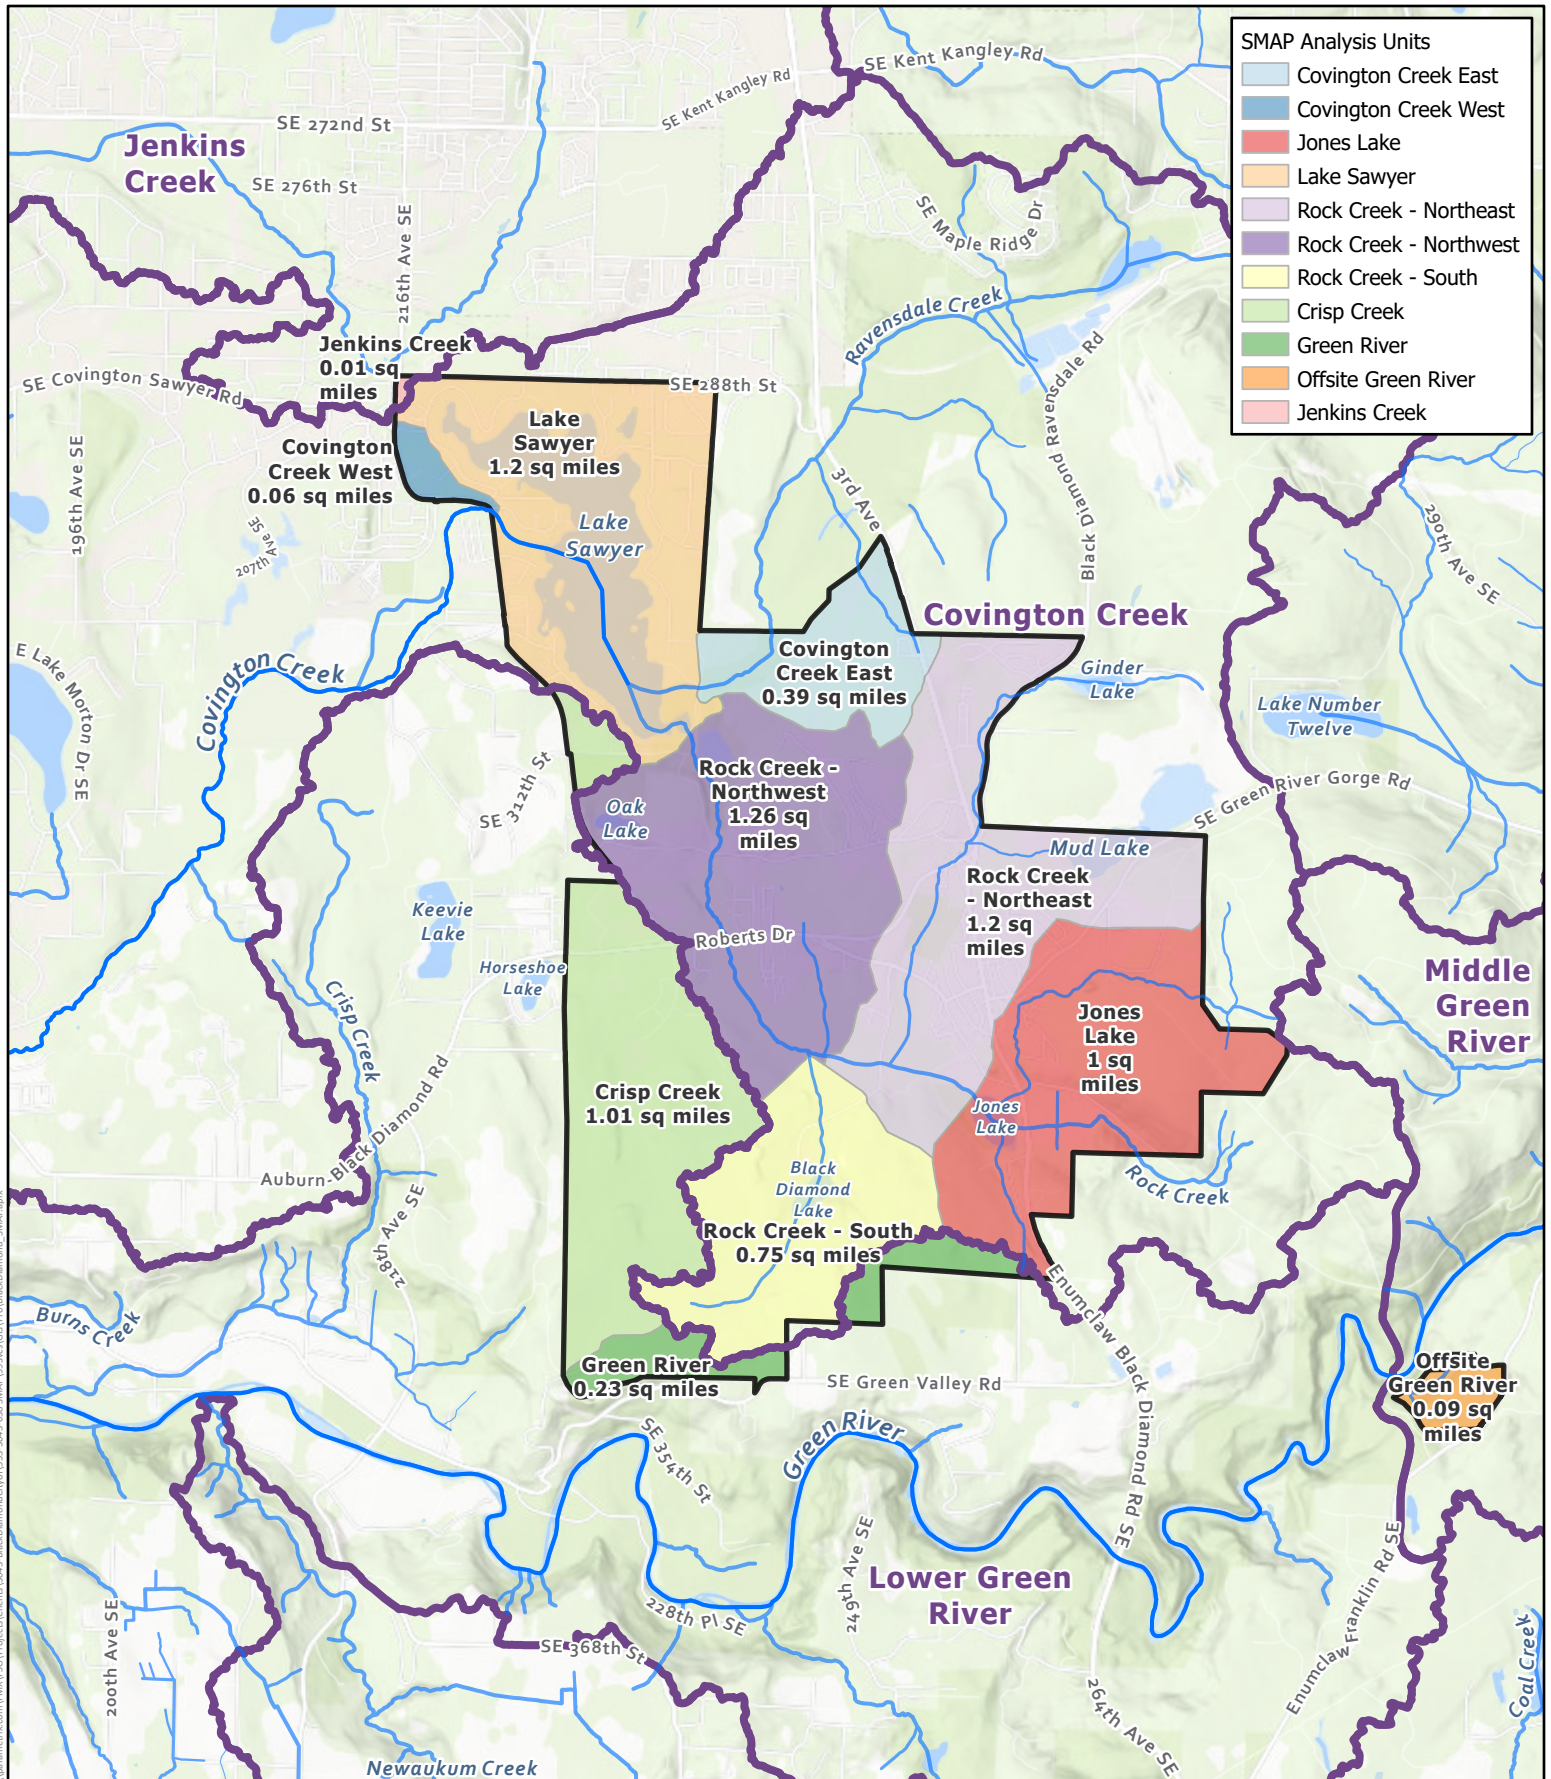 SMAP Analysis Units
Covington Creek East
Covington Creek West
Jones Lake
Lake Sawyer
Rock Creek - Northeast
Rock Creek - Northwest
Rock Creek - South
Crisp Creek
Green River
Offsite Green River
Jenkins Creek
SE Kent Kangley Rd
SE Kent Kangley Rd
SE 272nd St
Jenkins
Creek
SE 276th St
216th Ave SE
SE Maple Ridge Dr
Ravensdale Creek
Black Diamond Ravensdale Rd
Jenkins Creek
0.01 sq
miles
SE Covington Sawyer Rd
SE 288th St
Lake
Sawyer
1.2 sq miles
Covington
Creek West
0.06 sq miles
196th Ave SE
207th Ave SE
Lake
Sawyer
3rd Ave
290th Ave SE
Covington Creek
E Lake Morton Dr SE
Covington Creek
Covington
Creek East
0.39 sq miles
Ginder
Lake
Lake Number
Twelve
SE 312th St
Oak
Lake
Rock Creek -
Northwest
1.26 sq
miles
SE Green River Gorge Rd
Mud Lake
Rock Creek
- Northeast
1.2 sq
miles
Keevie
Lake
Roberts Dr
Horseshoe
Lake
Middle
Green
River
Crisp Creek
Jones
Lake
1 sq
miles
Crisp Creek
1.01 sq miles
Jones
Lake
Auburn-Black Diamond Rd
Black
Diamond
Lake
Rock Creek
218th Ave SE
Rock Creek - South
0.75 sq miles
Burns Creek
Enumclaw Black Diamond Rd SE
Green River
0.23 sq miles
SE Green Valley Rd
Offsite
Green River
0.09 sq
miles
SE 354th St
Green River
249th Ave SE
Lower Green
River
228th Pl SE
SE 368th St
200th Ave SE
Enumclaw Franklin Rd SE
264th Ave SE
Coal Creek
Newaukum Creek